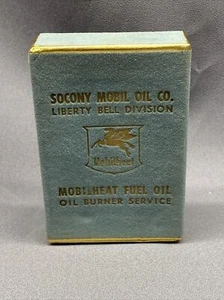 SOCONY MOBIL OIL CO.
LIBERTY BELL DIVISION
Mobilheat
MOBILHEAT FUEL OIL
OIL BURNER SERVICE